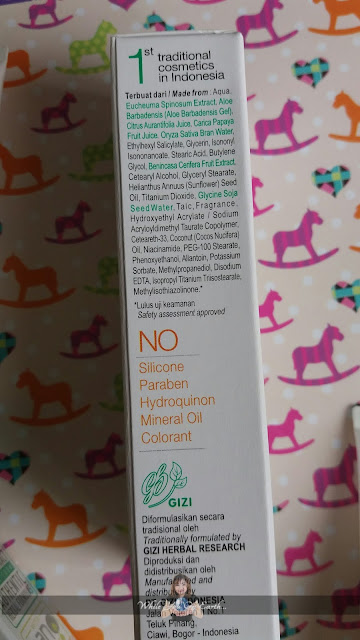 1st traditional
cosmetics
in Indonesia
Terbuat dari / Made from : Aqua,
Eucheuma Spinosum Extract, Aloe
Barbadensis (Aloe Barbadensis Gel),
Citrus Aurantifolia Juice, Carica Papaya
Fruit Juice, Oryza Sativa Bran Water,
Ethylhexyl Salicylate, Glycerin, Isononyl
Isononanoate, Stearic Acid, Butylene
Glycol, Benincasa Cerifera Fruit Extract,
Cetearyl Alcohol, Glyceryl Stearate,
Helianthus Annuus (Sunflower) Seed
Oil, Titanium Dioxide, Glycine Soja
Seed Water, Talc, Fragrance,
Hydroxyethyl Acrylate / Sodium
Acryloyldimethyl Taurate Copolymer,
Ceteareth-33, Coconut (Cocos Nucifera)
Oil, Niacinamide, PEG-100 Stearate,
Phenoxyethanol, Allantoin, Potassium
Sorbate, Methylpropanediol, Disodium
EDTA, isopropyl Titanium Triisostearate,
Methylisothiazolinone.*
*Lulus uji keamanan
Safety assessment approved
NO
Silicone
Paraben
Hydroquinon
Mineral Oil
Colorant
GIZI
Diformulasikan secara
tradisional oleh
Traditionally formulated by
GIZI HERBAL RESEARCH
Diproduksi dan
didistribusikan oleh
Manufactured and
INDONESIA
Jalan
Teluk Pinang,
Ciawi, Bogor - Indonesia